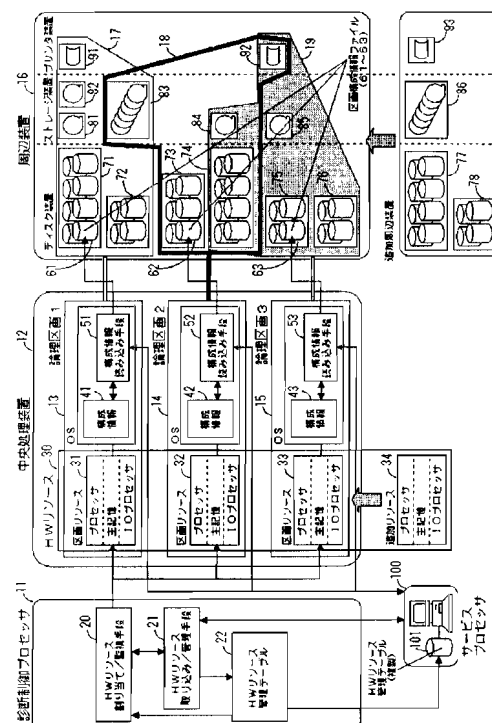 診断制御プロセッサ
11
20
HWリソース
割り当て/監視手段
21
HWリソース
取り込み/管理手段
22
HWリソース
管理テーブル
HWリソース
管理テーブル
(複製)
101
100
サービス
プロセッサ
中央処理装置
12
HWリソース
30
区画リソース
31
プロセッサ
主記憶
IOプロセッサ
区画リソース
32
プロセッサ
主記憶
IOプロセッサ
区画リソース
33
プロセッサ
主記憶
IOプロセッサ
追加リソース
34
プロセッサ
主記憶
IOプロセッサ
13
論理区画1
OS
41
構成情報
51
構成情報
読み込み手段
14
論理区画2
OS
42
構成
情報
52
構成情報
読み込み手段
15
論理区画3
OS
43
構成
情報
53
構成情報
読み込み手段
周辺装置
16
ディスク装置
ストレージ装置
プリンタ装置
61
71
72
81
82
91
17
83
18
62
73
74
84
92
19
63
75
76
85
区画構成情報ファイル
(61~63)
追加周辺装置
77
78
86
93